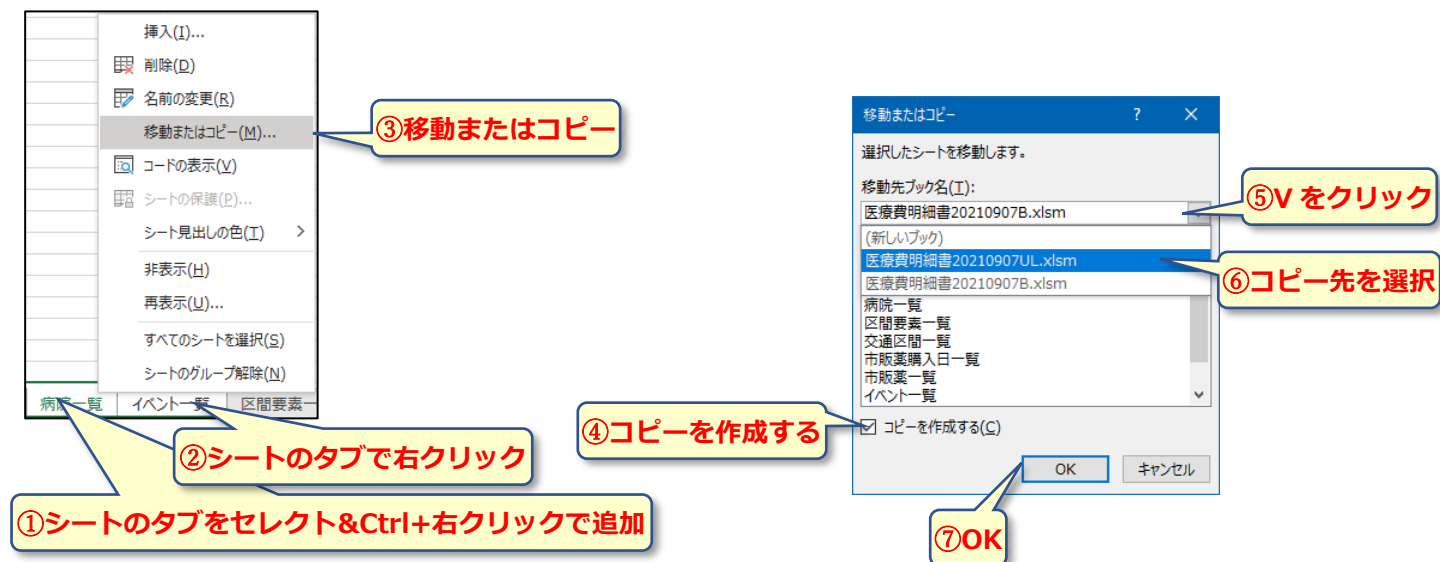 挿入(I)...
削除(D)
名前の変更(R)
移動またはコピー(M)...
コードの表示(V)
シートの保護(P)...
シート見出しの色(T) >
非表示(H)
再表示(U)...
すべてのシートを選択(S)
シートのグループ解除(N)
病院一覧 イベント一覧 区間要素一
③移動またはコピー
②シートのタブで右クリック
①シートのタブをセレクト&Ctrl+右クリックで追加
移動またはコピー ? ×
選択したシートを移動します。
移動先ブック名(T):
医療費明細書20210907B.xlsm
(新しいブック)
医療費明細書20210907UL.xlsm
医療費明細書20210907B.xlsm
病院一覧
区間要素一覧
交通区間一覧
市販薬購入日一覧
市販薬一覧
イベント一覧
コピーを作成する(C)
OK キャンセル
⑤V をクリック
⑥コピー先を選択
④コピーを作成する
⑦OK